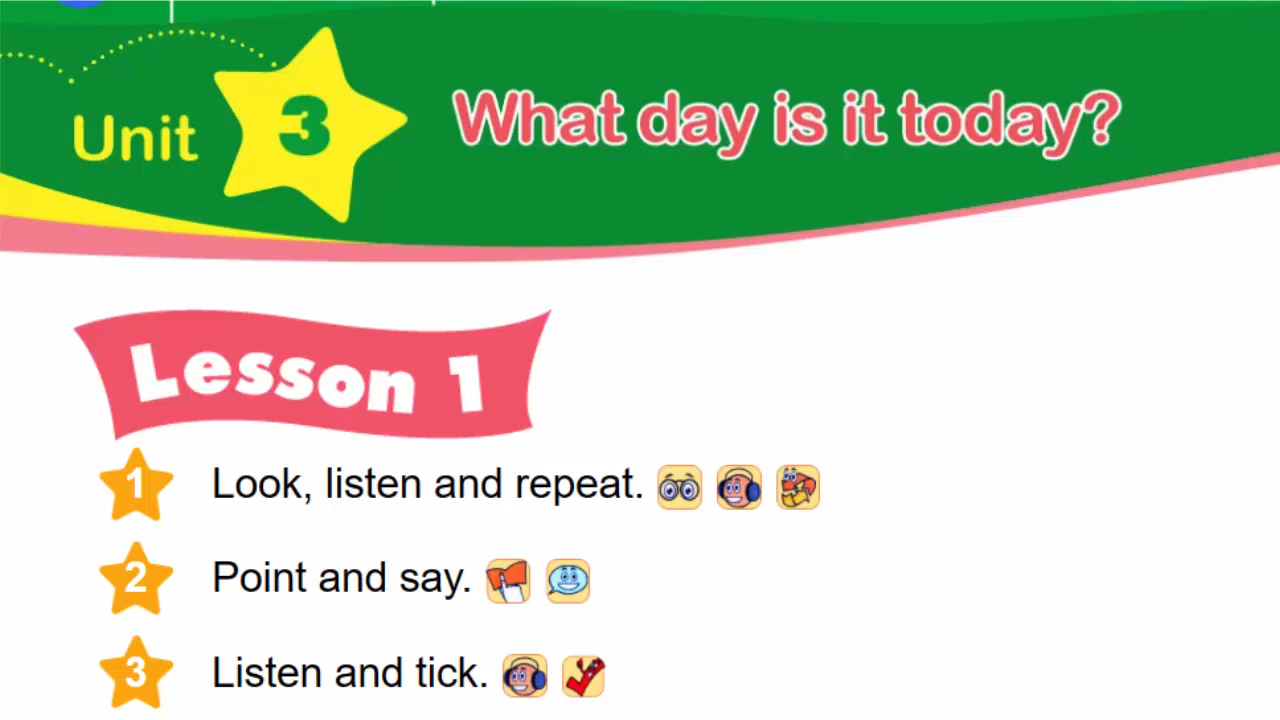 Unit 3 What day is it today?
Lesson 1
1 Look, listen and repeat.
2 Point and say.
3 Listen and tick.